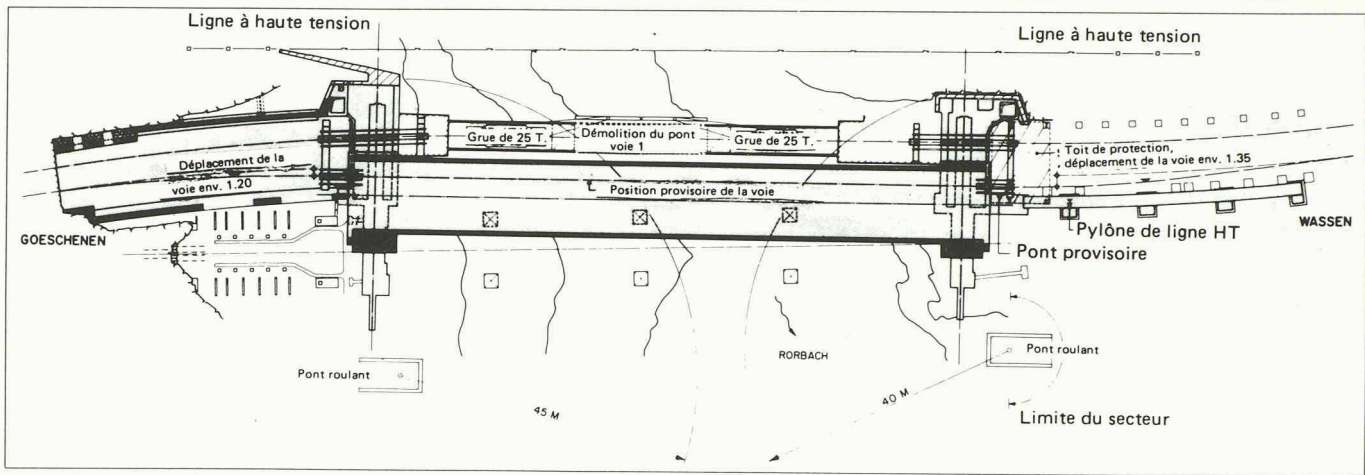 Ligne à haute tension
Ligne à haute tension
Grue de 25 T.
Démolition du pont
voie 1
Grue de 25 T.
Toit de protection,
déplacement de la voie env. 1.35
Déplacement de la
voie env. 1.20
Position provisoire de la voie
GOESCHENEN
WASSEN
Pylône de ligne HT
Pont provisoire
RORBACH
Pont roulant
Pont roulant
45 M
40 M
Limite du secteur